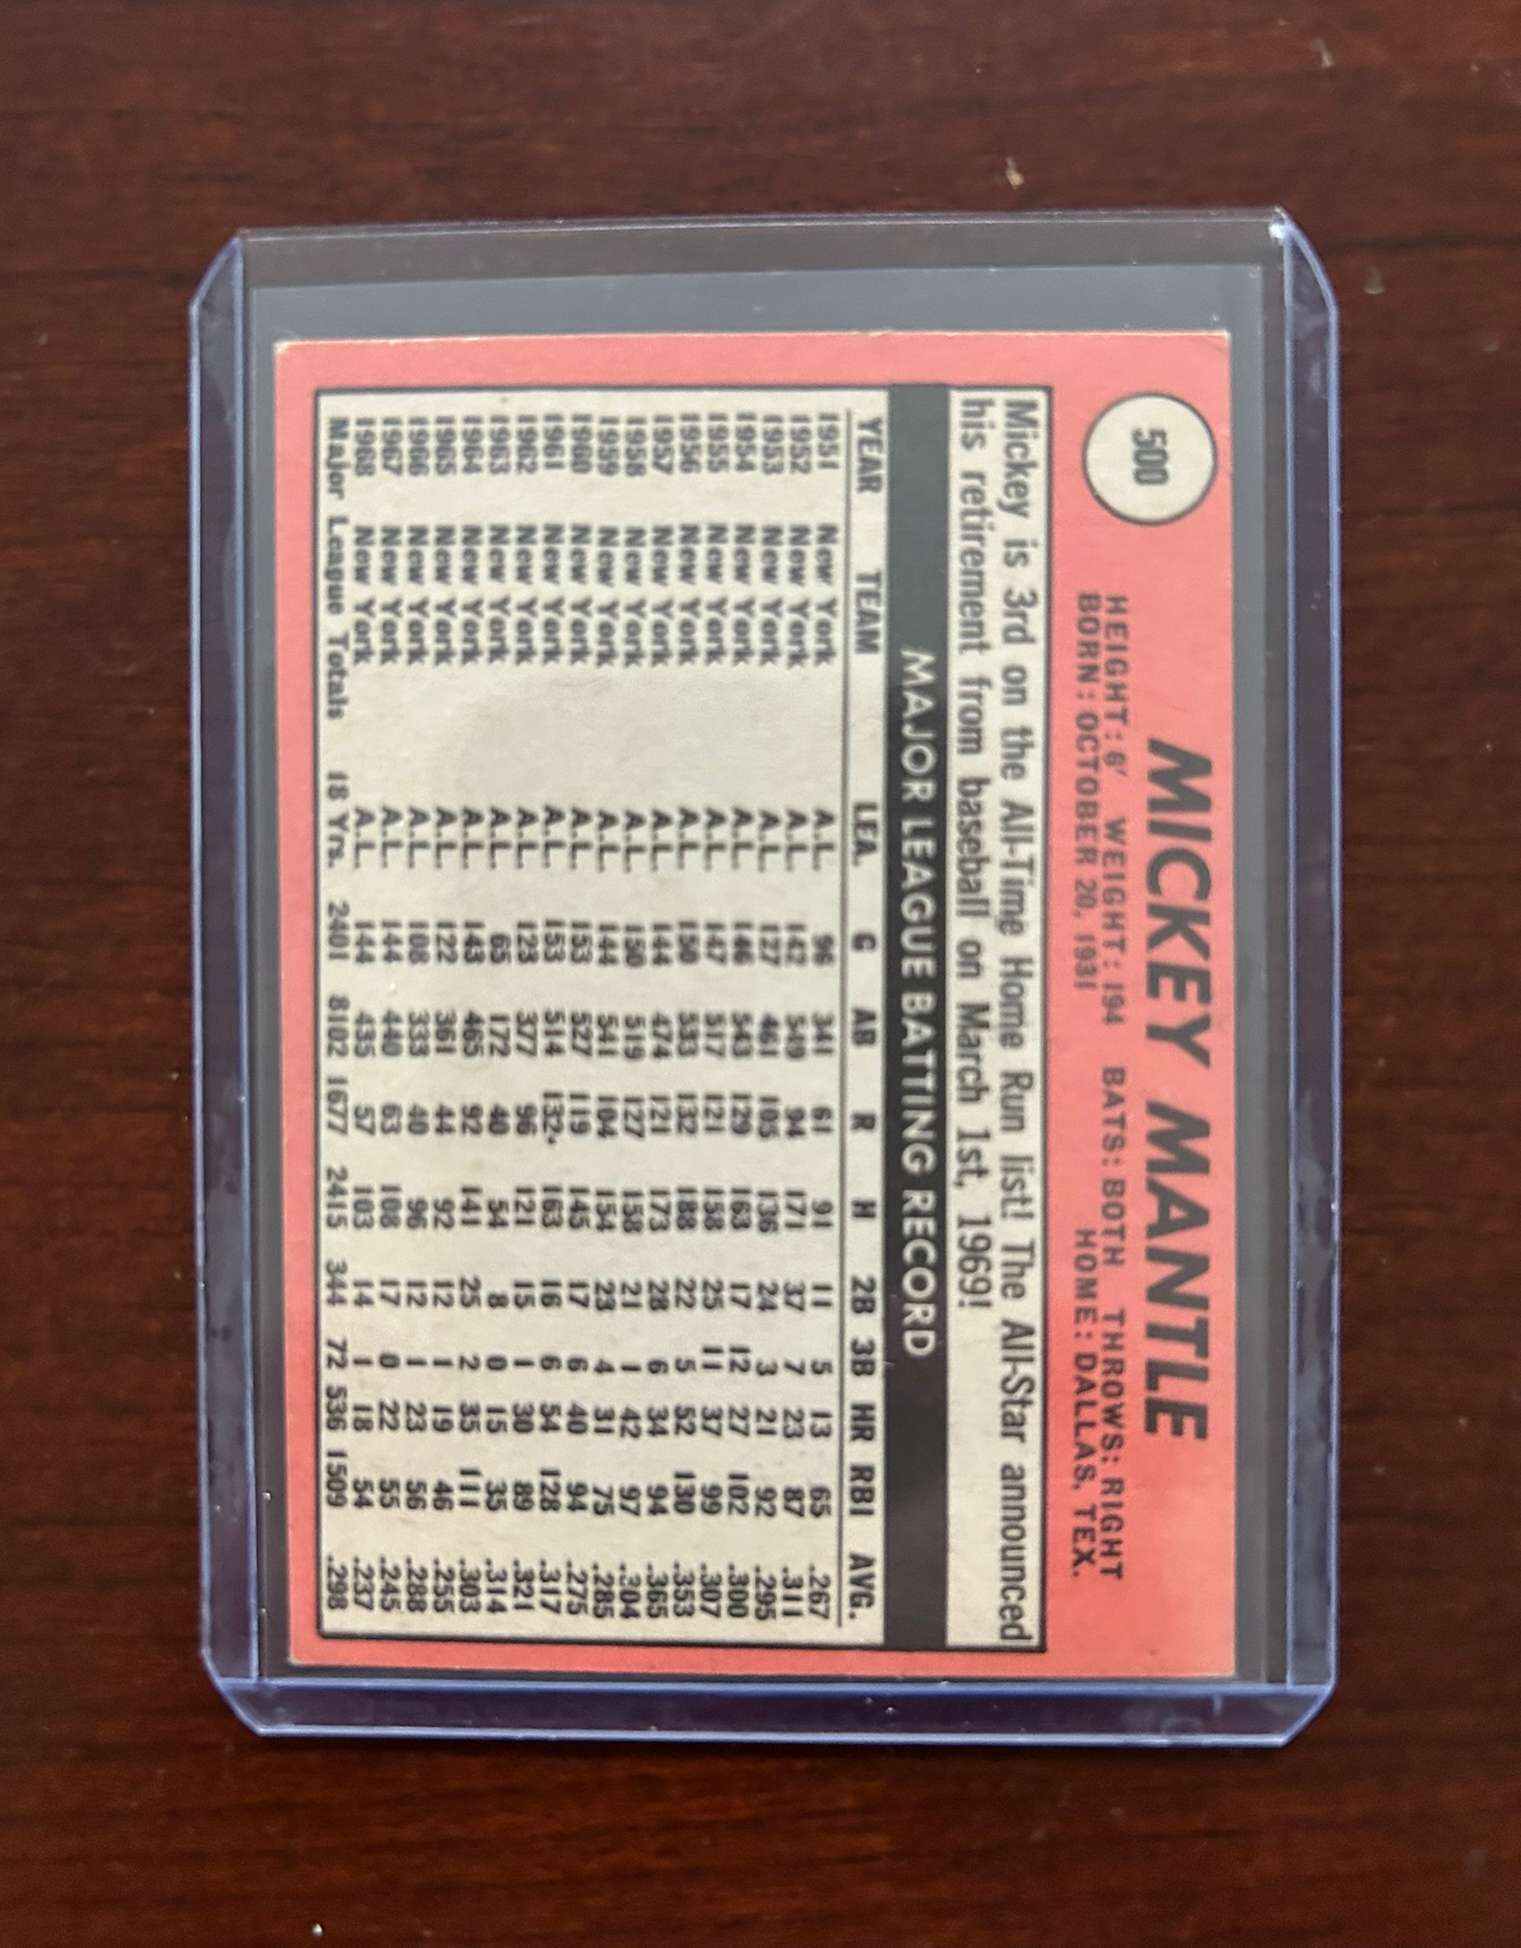 500
MICKEY MANTLE
HEIGHT: 6' WEIGHT: 194 BATS: BOTH THROWS: RIGHT
BORN: OCTOBER 20, 1931 HOME: DALLAS, TEX.
Mickey is 3rd on the All-Time Home Run list! The All-Star announced
his retirement from baseball on March 1st, 1969!
MAJOR LEAGUE BATTING RECORD
YEAR TEAM LEA. G AB R H 2B 3B HR RBI AVG.
1951 New York A.L. 96 341 61 91 11 5 13 65 .267
1952 New York A.L. 142 549 94 171 37 7 23 87 .311
1953 New York A.L. 127 461 105 136 24 3 21 92 .295
1954 New York A.L. 146 543 129 163 17 12 27 102 .300
1955 New York A.L. 147 517 121 158 25 11 37 99 .307
1956 New York A.L. 150 533 132 188 22 5 52 130 .353
1957 New York A.L. 144 474 121 173 28 6 34 94 .365
1958 New York A.L. 150 519 127 158 21 1 42 97 .304
1959 New York A.L. 144 541 104 154 23 4 31 75 .285
1960 New York A.L. 153 527 119 145 17 6 40 94 .275
1961 New York A.L. 153 514 132• 163 16 6 54 128 .317
1962 New York A.L. 123 377 96 121 15 1 30 89 .321
1963 New York A.L. 65 172 40 54 8 0 15 35 .314
1964 New York A.L. 143 465 92 141 25 2 35 111 .303
1965 New York A.L. 122 361 44 92 12 1 19 46 .255
1966 New York A.L. 108 333 40 96 12 1 23 56 .288
1967 New York A.L. 144 440 63 108 17 0 22 55 .245
1968 New York A.L. 144 435 57 103 14 1 18 54 .237
Major League Totals 18 Yrs. 2401 8102 1677 2415 344 72 536 1509 .298